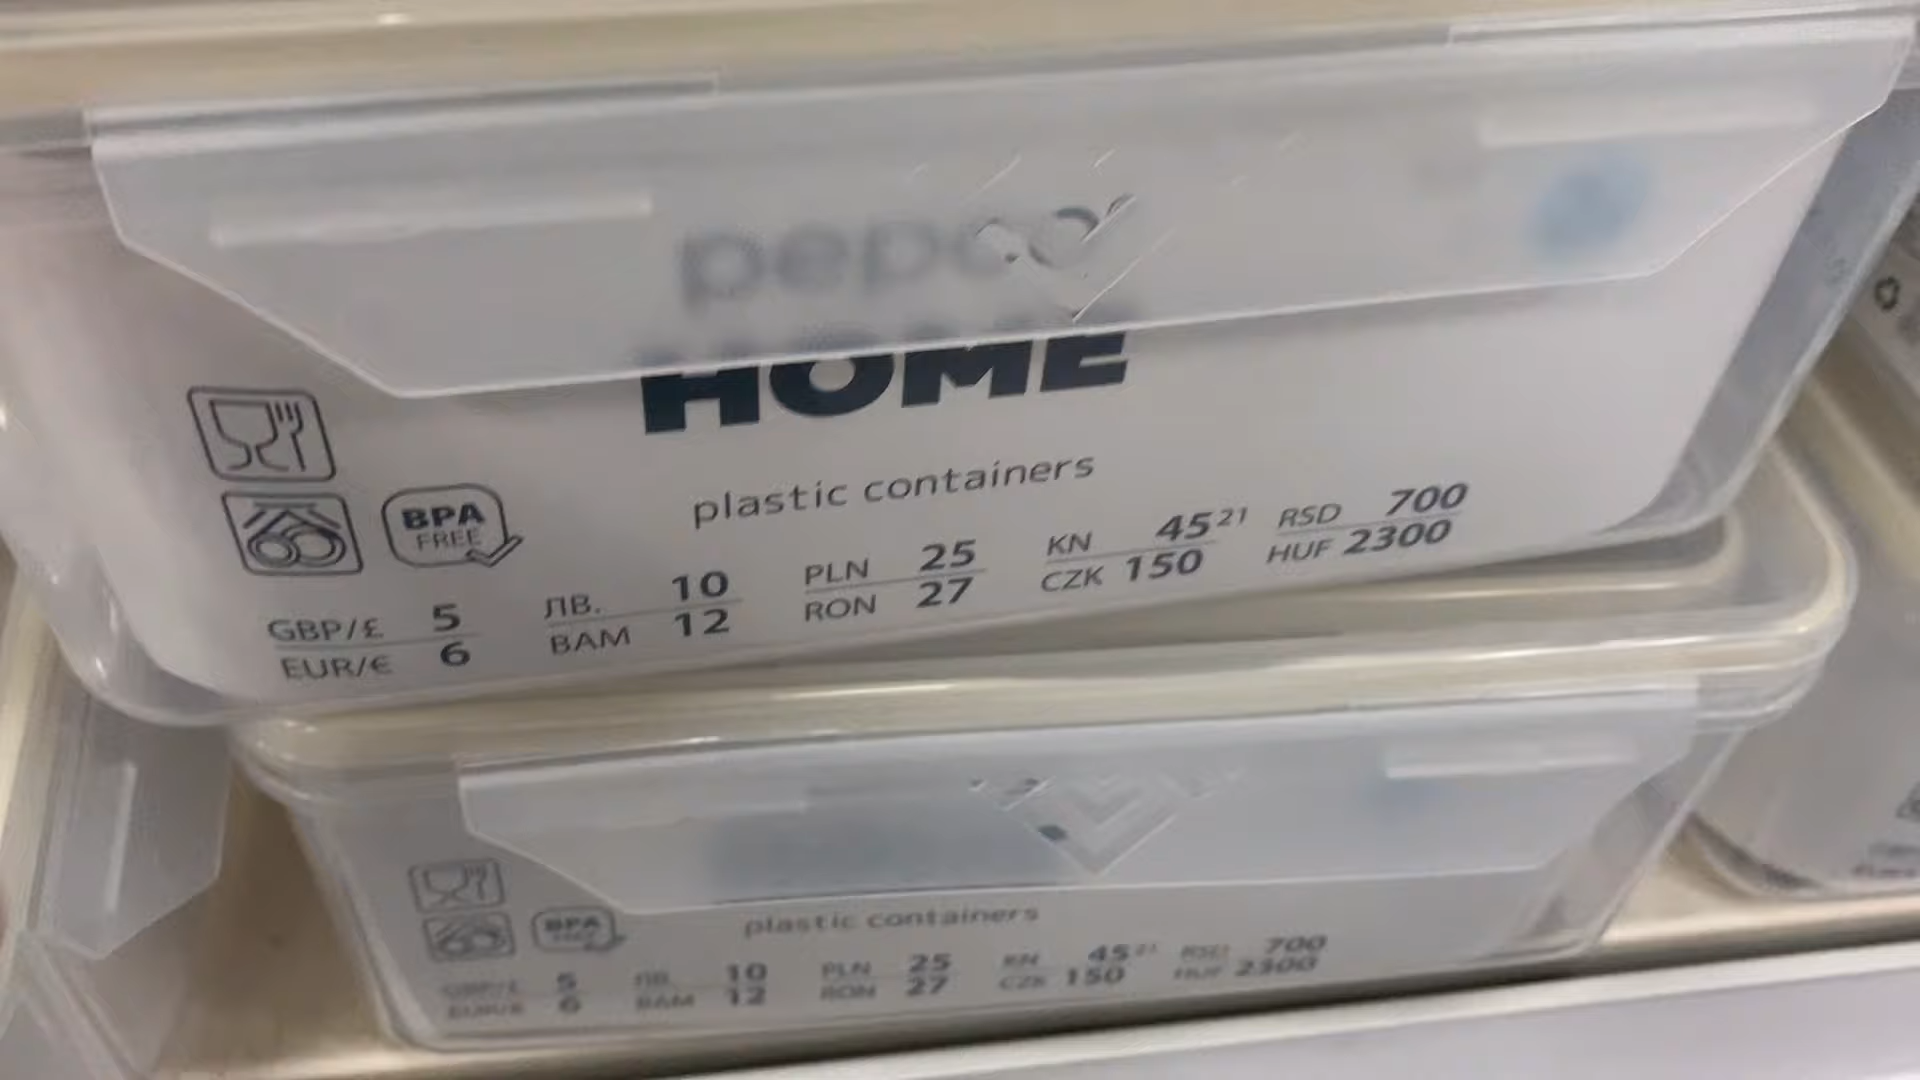 pepco
HOME
BPA
FREE
plastic containers
GBP/£ 5 ЛВ. 10 PLN 25 KN 45²¹ RSD 700
EUR/€ 6 BAM 12 RON 27 CZK 150 HUF 2300
BPA
plastic containers
5 ЛВ. 10 PLN 25 KN 45²¹ RSD 700
EUR/€ 6 BAM 12 RON 27 CZK 150 HUF 2300